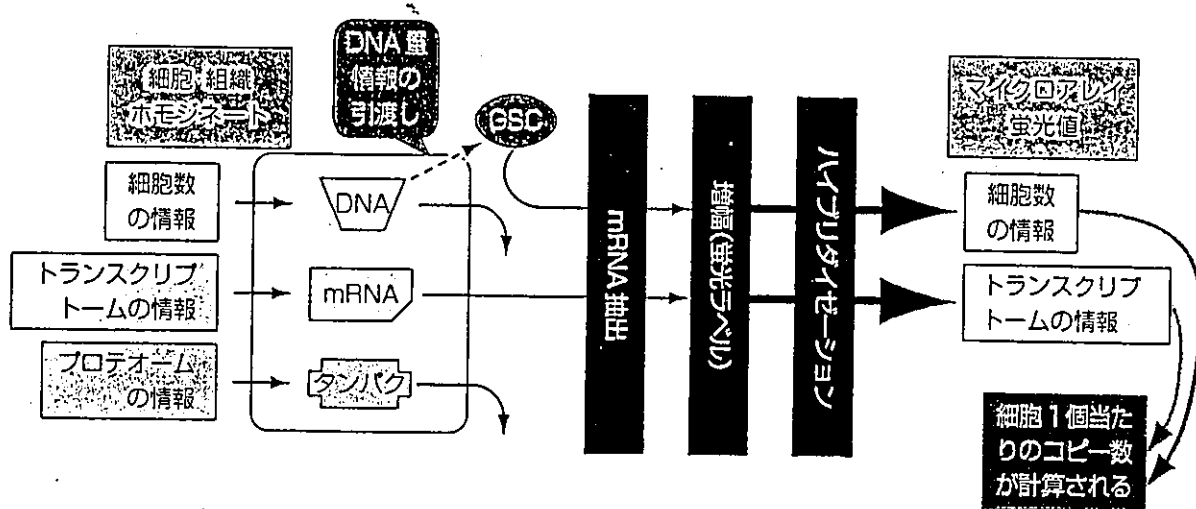 細胞 組織
ホモジネート
DNA量
情報の
引渡し
GSC
細胞数
の情報
トランスクリプ
トームの情報
プロテオーム
の情報
DNA
mRNA
タンパク
mRNA抽出
増幅(蛍光ラベル)
ハイブリダイゼーション
マイクロアレイ
蛍光値
細胞数
の情報
トランスクリプ
トームの情報
細胞1個当た
りのコピー数
が計算される